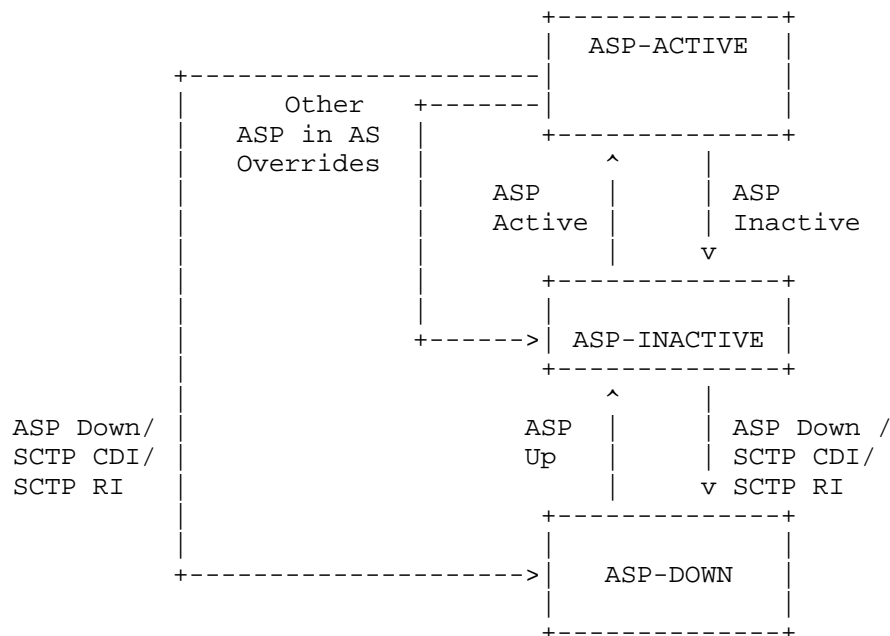 ASP-ACTIVE
Other
ASP in AS
Overrides
ASP
Active
ASP
Inactive
ASP-INACTIVE
ASP Down/
SCTP CDI/
SCTP RI
ASP
Up
ASP Down /
SCTP CDI/
SCTP RI
ASP-DOWN